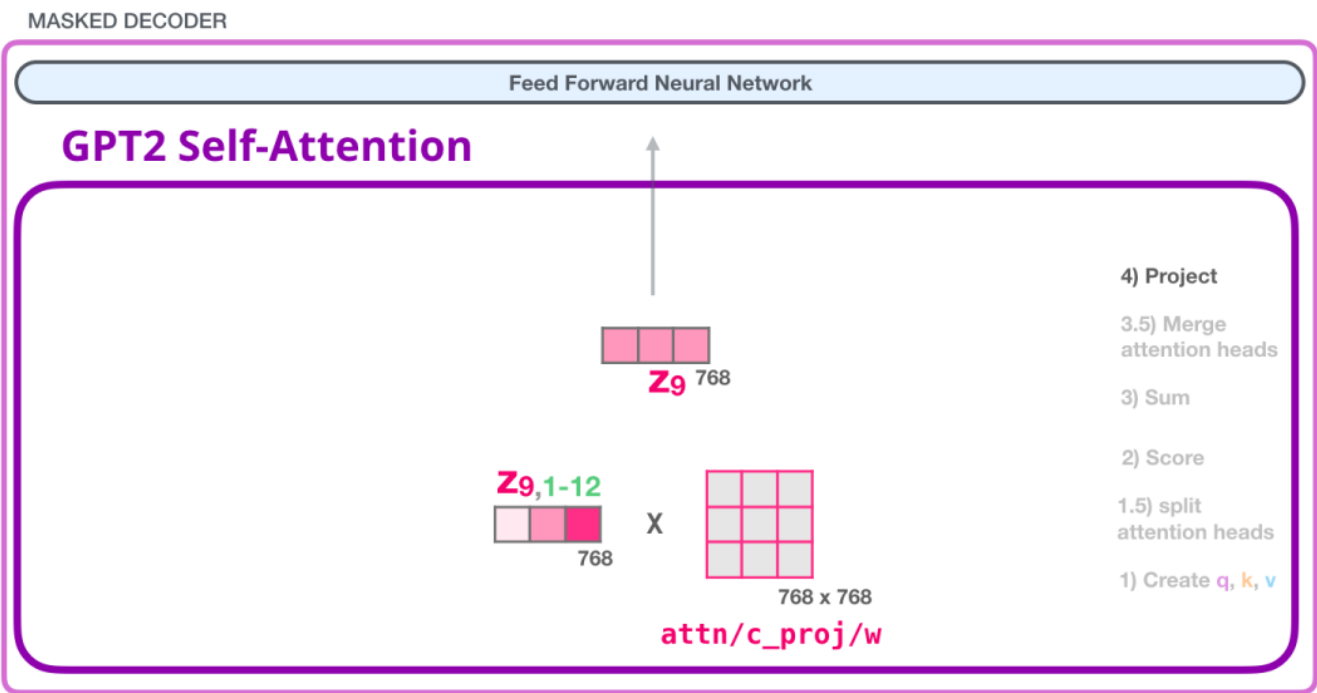 MASKED DECODER
Feed Forward Neural Network
GPT2 Self-Attention
4) Project
3.5) Merge
attention heads
z9 768
3) Sum
2) Score
z9,1-12
1.5) split
attention heads
X
768
1) Create q, k, v
768 x 768
attn/c_proj/w